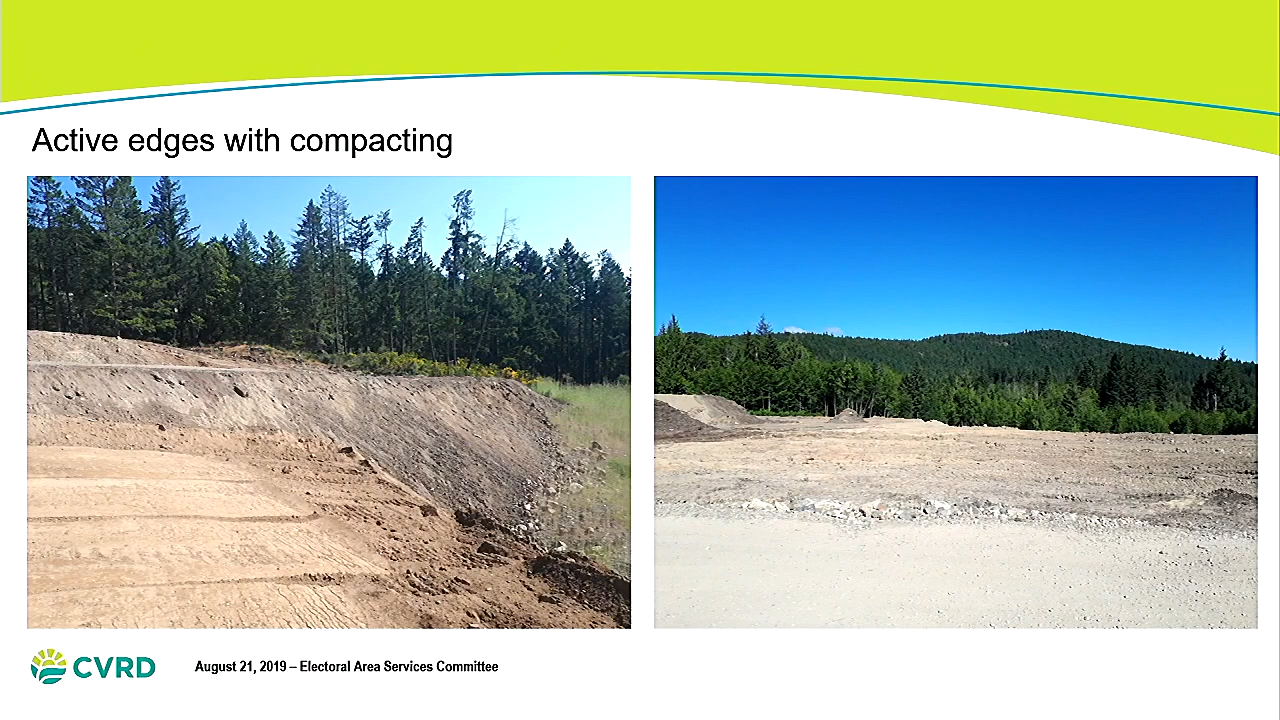 Active edges with compacting
CVRD
August 21, 2019 – Electoral Area Services Committee